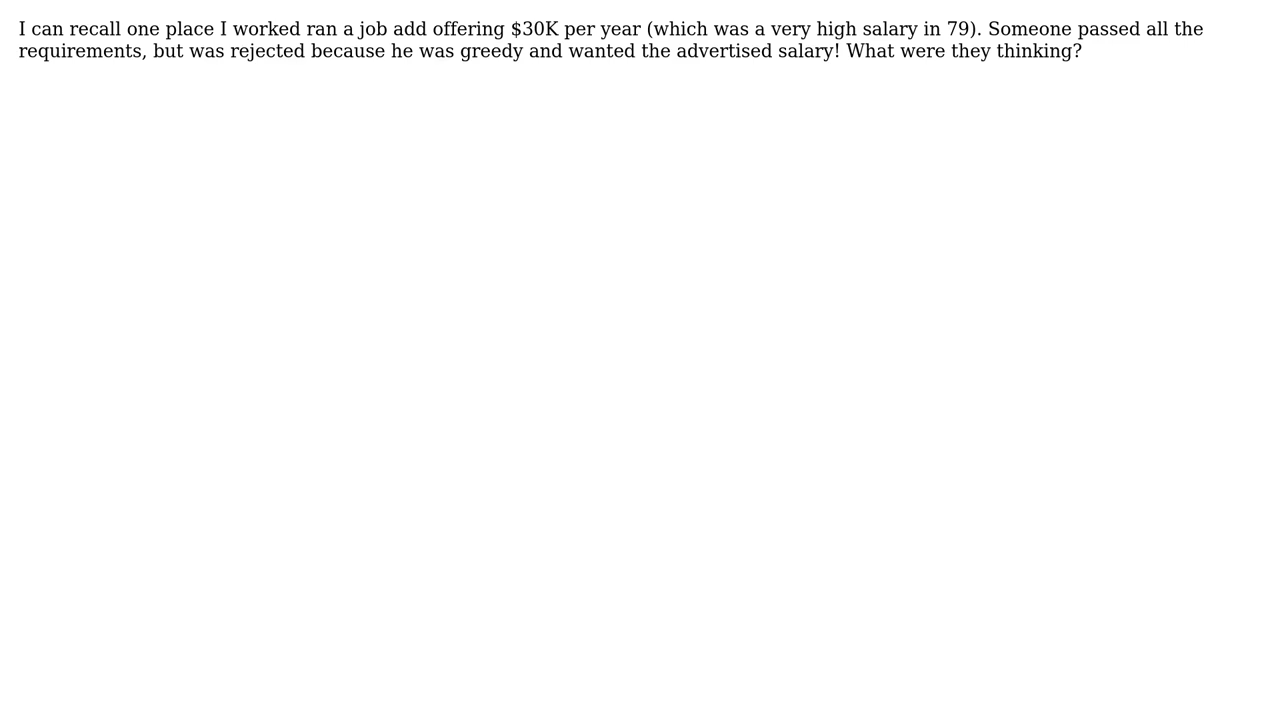 I can recall one place I worked ran a job add offering $30K per year (which was a very high salary in 79). Someone passed all the
requirements, but was rejected because he was greedy and wanted the advertised salary! What were they thinking?